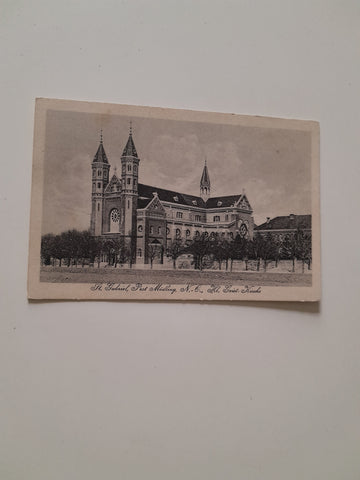 St. Gabriel, Post Mödling, N.-Ö., Hl. Geist-Kirche